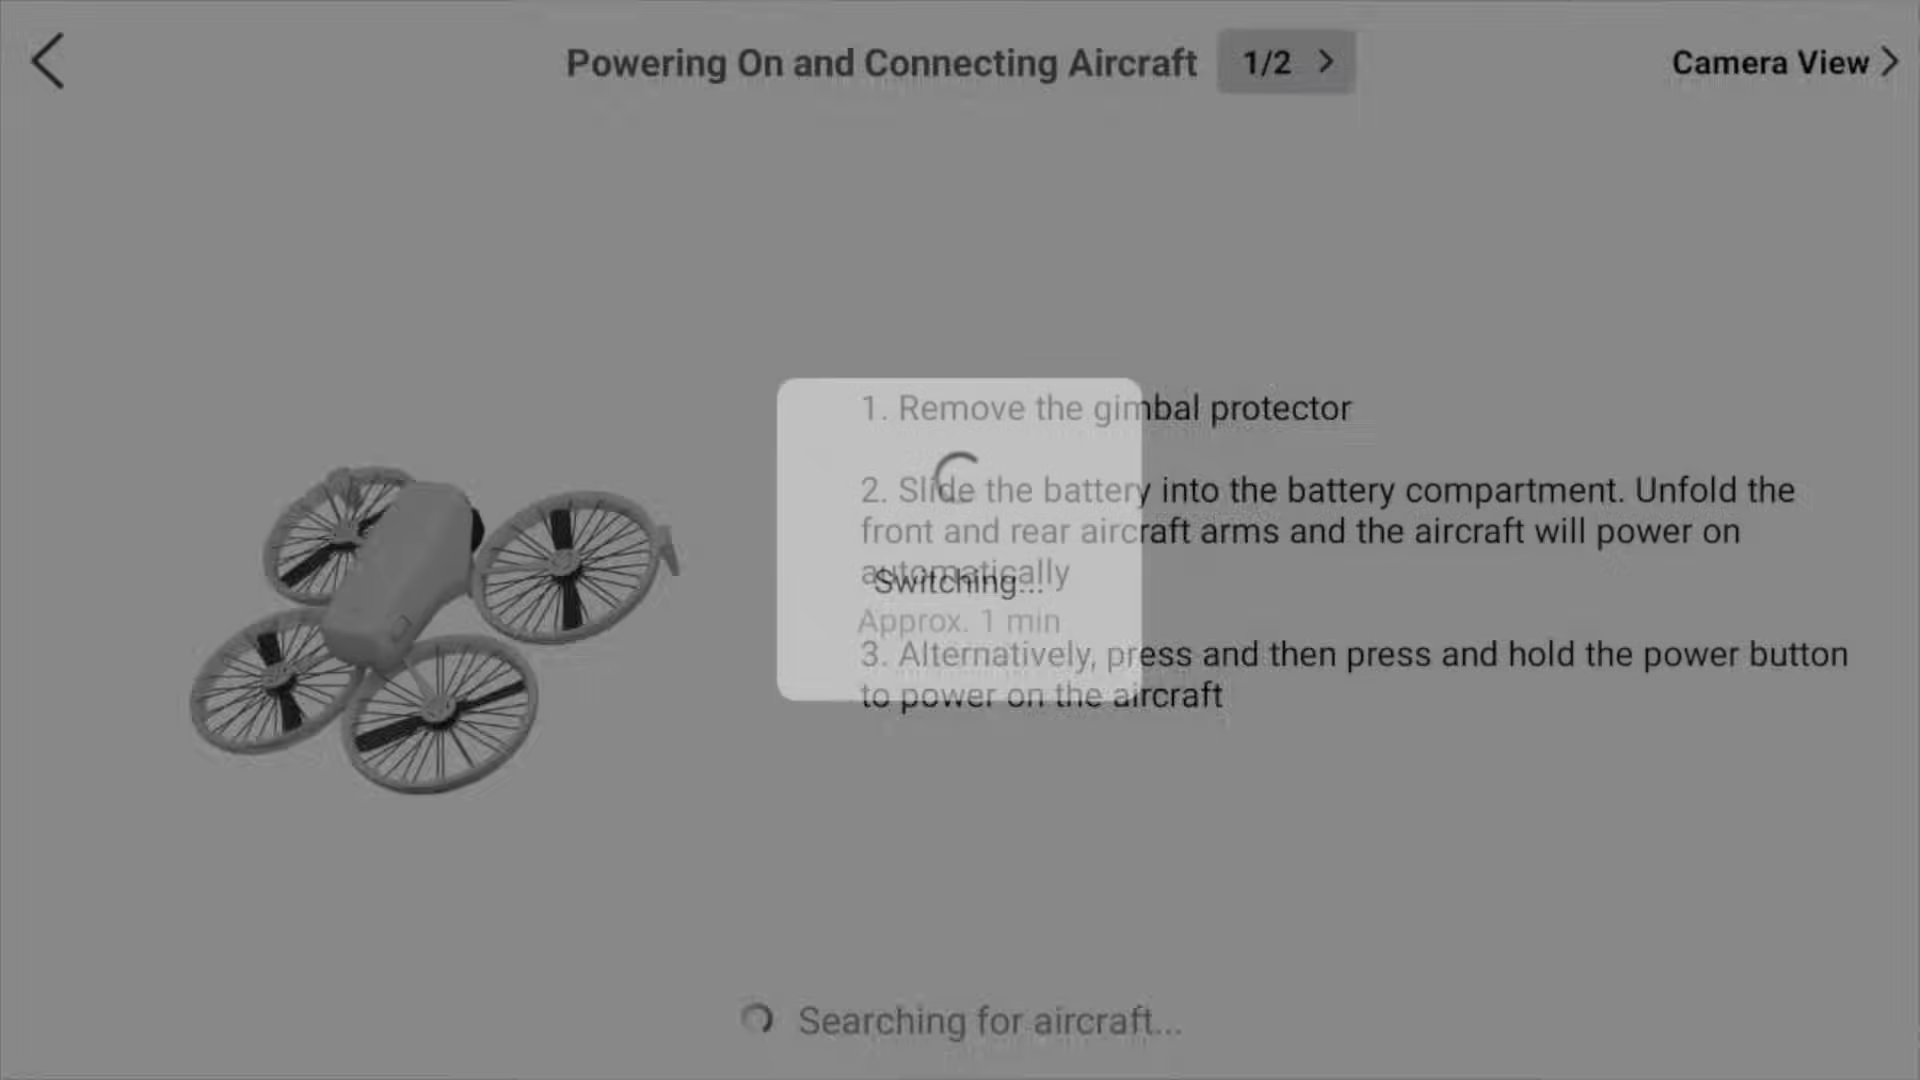 Powering On and Connecting Aircraft
1/2
Camera View
1. Remove the gimbal protector
2. Slide the battery into the battery compartment. Unfold the
front and rear aircraft arms and the aircraft will power on
automatically
Switching...
Approx. 1 min
3. Alternatively, press and then press and hold the power button
to power on the aircraft
Searching for aircraft...